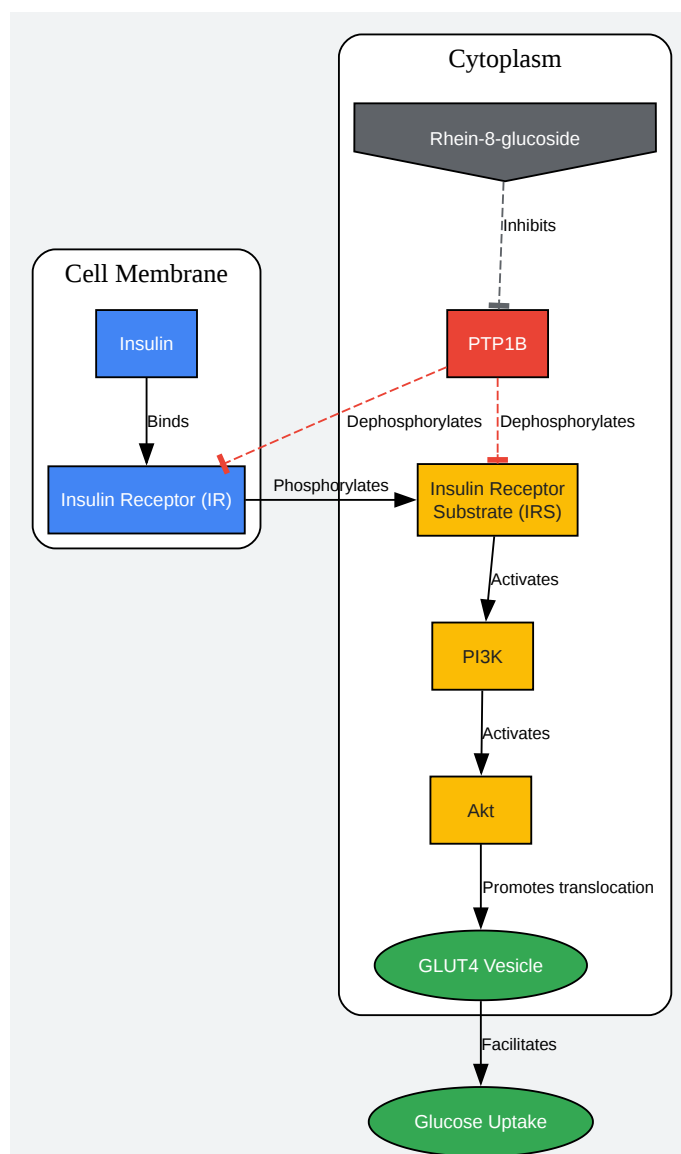 Cytoplasm
Rhein-8-glucoside
Inhibits
Cell Membrane
Insulin
PTP1B
Binds
Dephosphorylates
Dephosphorylates
Insulin Receptor (IR)
Phosphorylates
Insulin Receptor
Substrate (IRS)
Activates
PI3K
Activates
Akt
Promotes translocation
GLUT4 Vesicle
Facilitates
Glucose Uptake